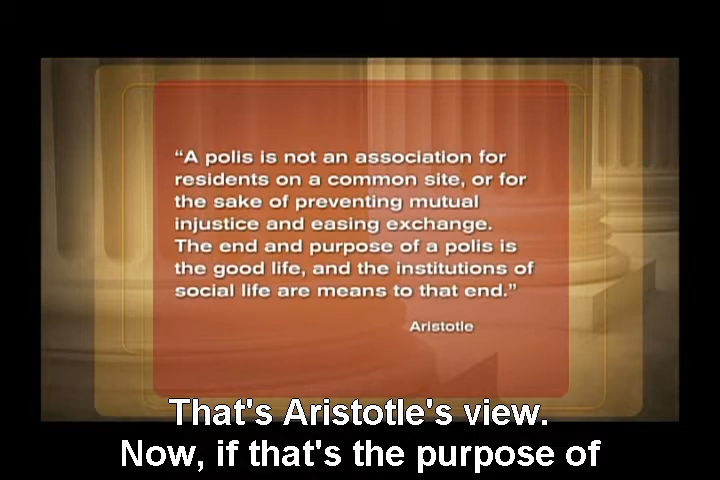 “A polis is not an association for
residents on a common site, or for
the sake of preventing mutual
injustice and easing exchange.
The end and purpose of a polis is
the good life, and the institutions of
social life are means to that end.”
Aristotle
That's Aristotle's view.
Now, if that's the purpose of